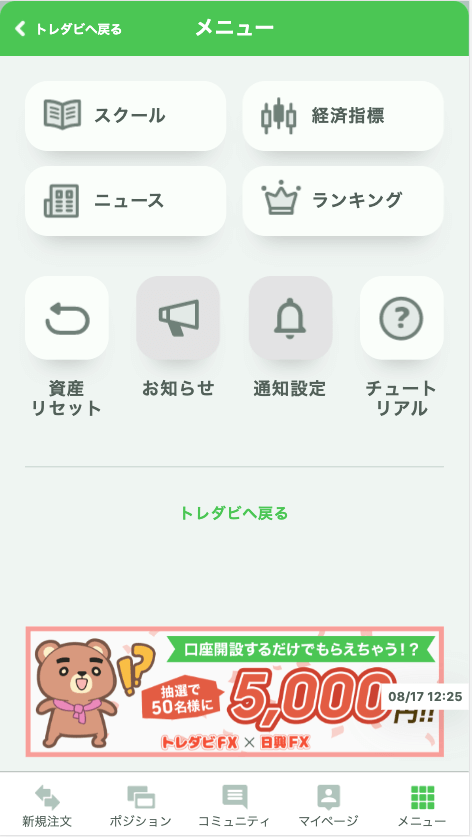 トレダビへ戻る
メニュー
スクール
経済指標
ニュース
ランキング
資産
リセット
お知らせ
通知設定
?
チュート
リアル
トレダビへ戻る
口座開設するだけでもらえちゃう!?
!?
抽選で
50名様に
5,000円!!
08/17 12:25
トレダビFX×日興FX
新規注文
ポジション
コミュニティ
マイページ
メニュー